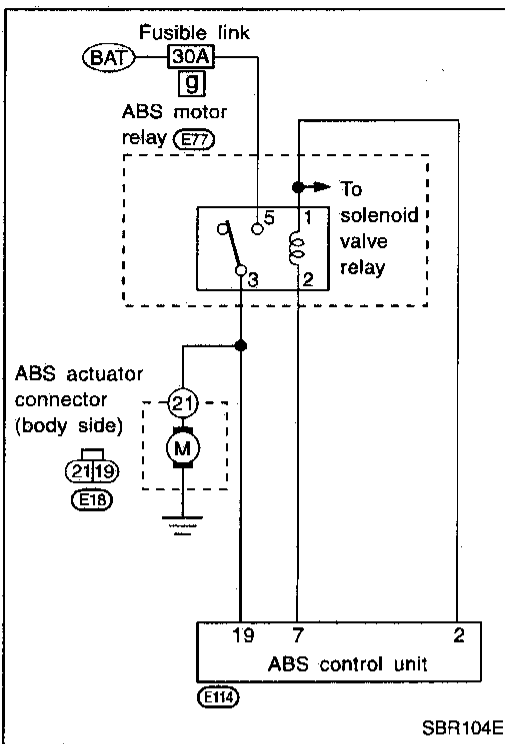 Fusible link
BAT
30A
g
ABS motor
relay E77
To
solenoid
valve
relay
5 1
3 2
ABS actuator
connector
(body side)
21
M
21 19
E18
19 7 2
ABS control unit
E114
SBR104E